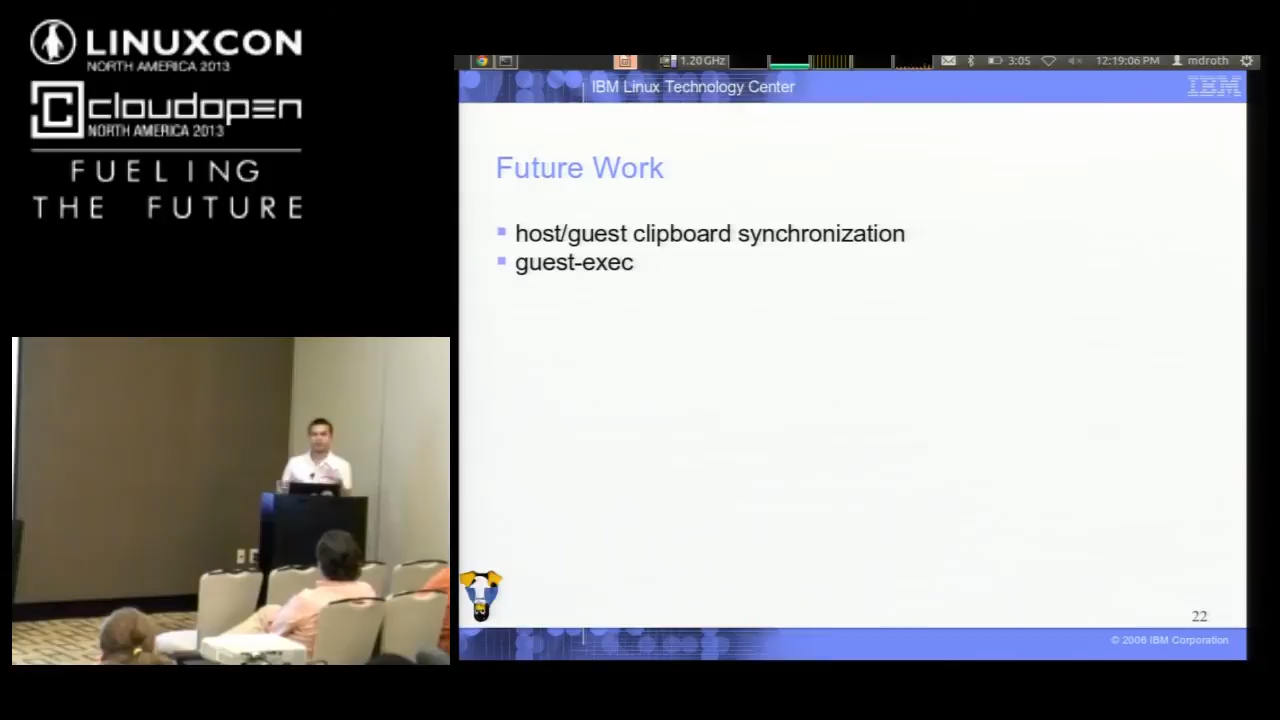 LINUXCON
NORTH AMERICA 2013
cloudopen
NORTH AMERICA 2013
FUELING
THE FUTURE
1.20 GHz
3:05
12:19:06 PM
mdroth
IBM Linux Technology Center
IBM
Future Work
host/guest clipboard synchronization
guest-exec
22
© 2006 IBM Corporation